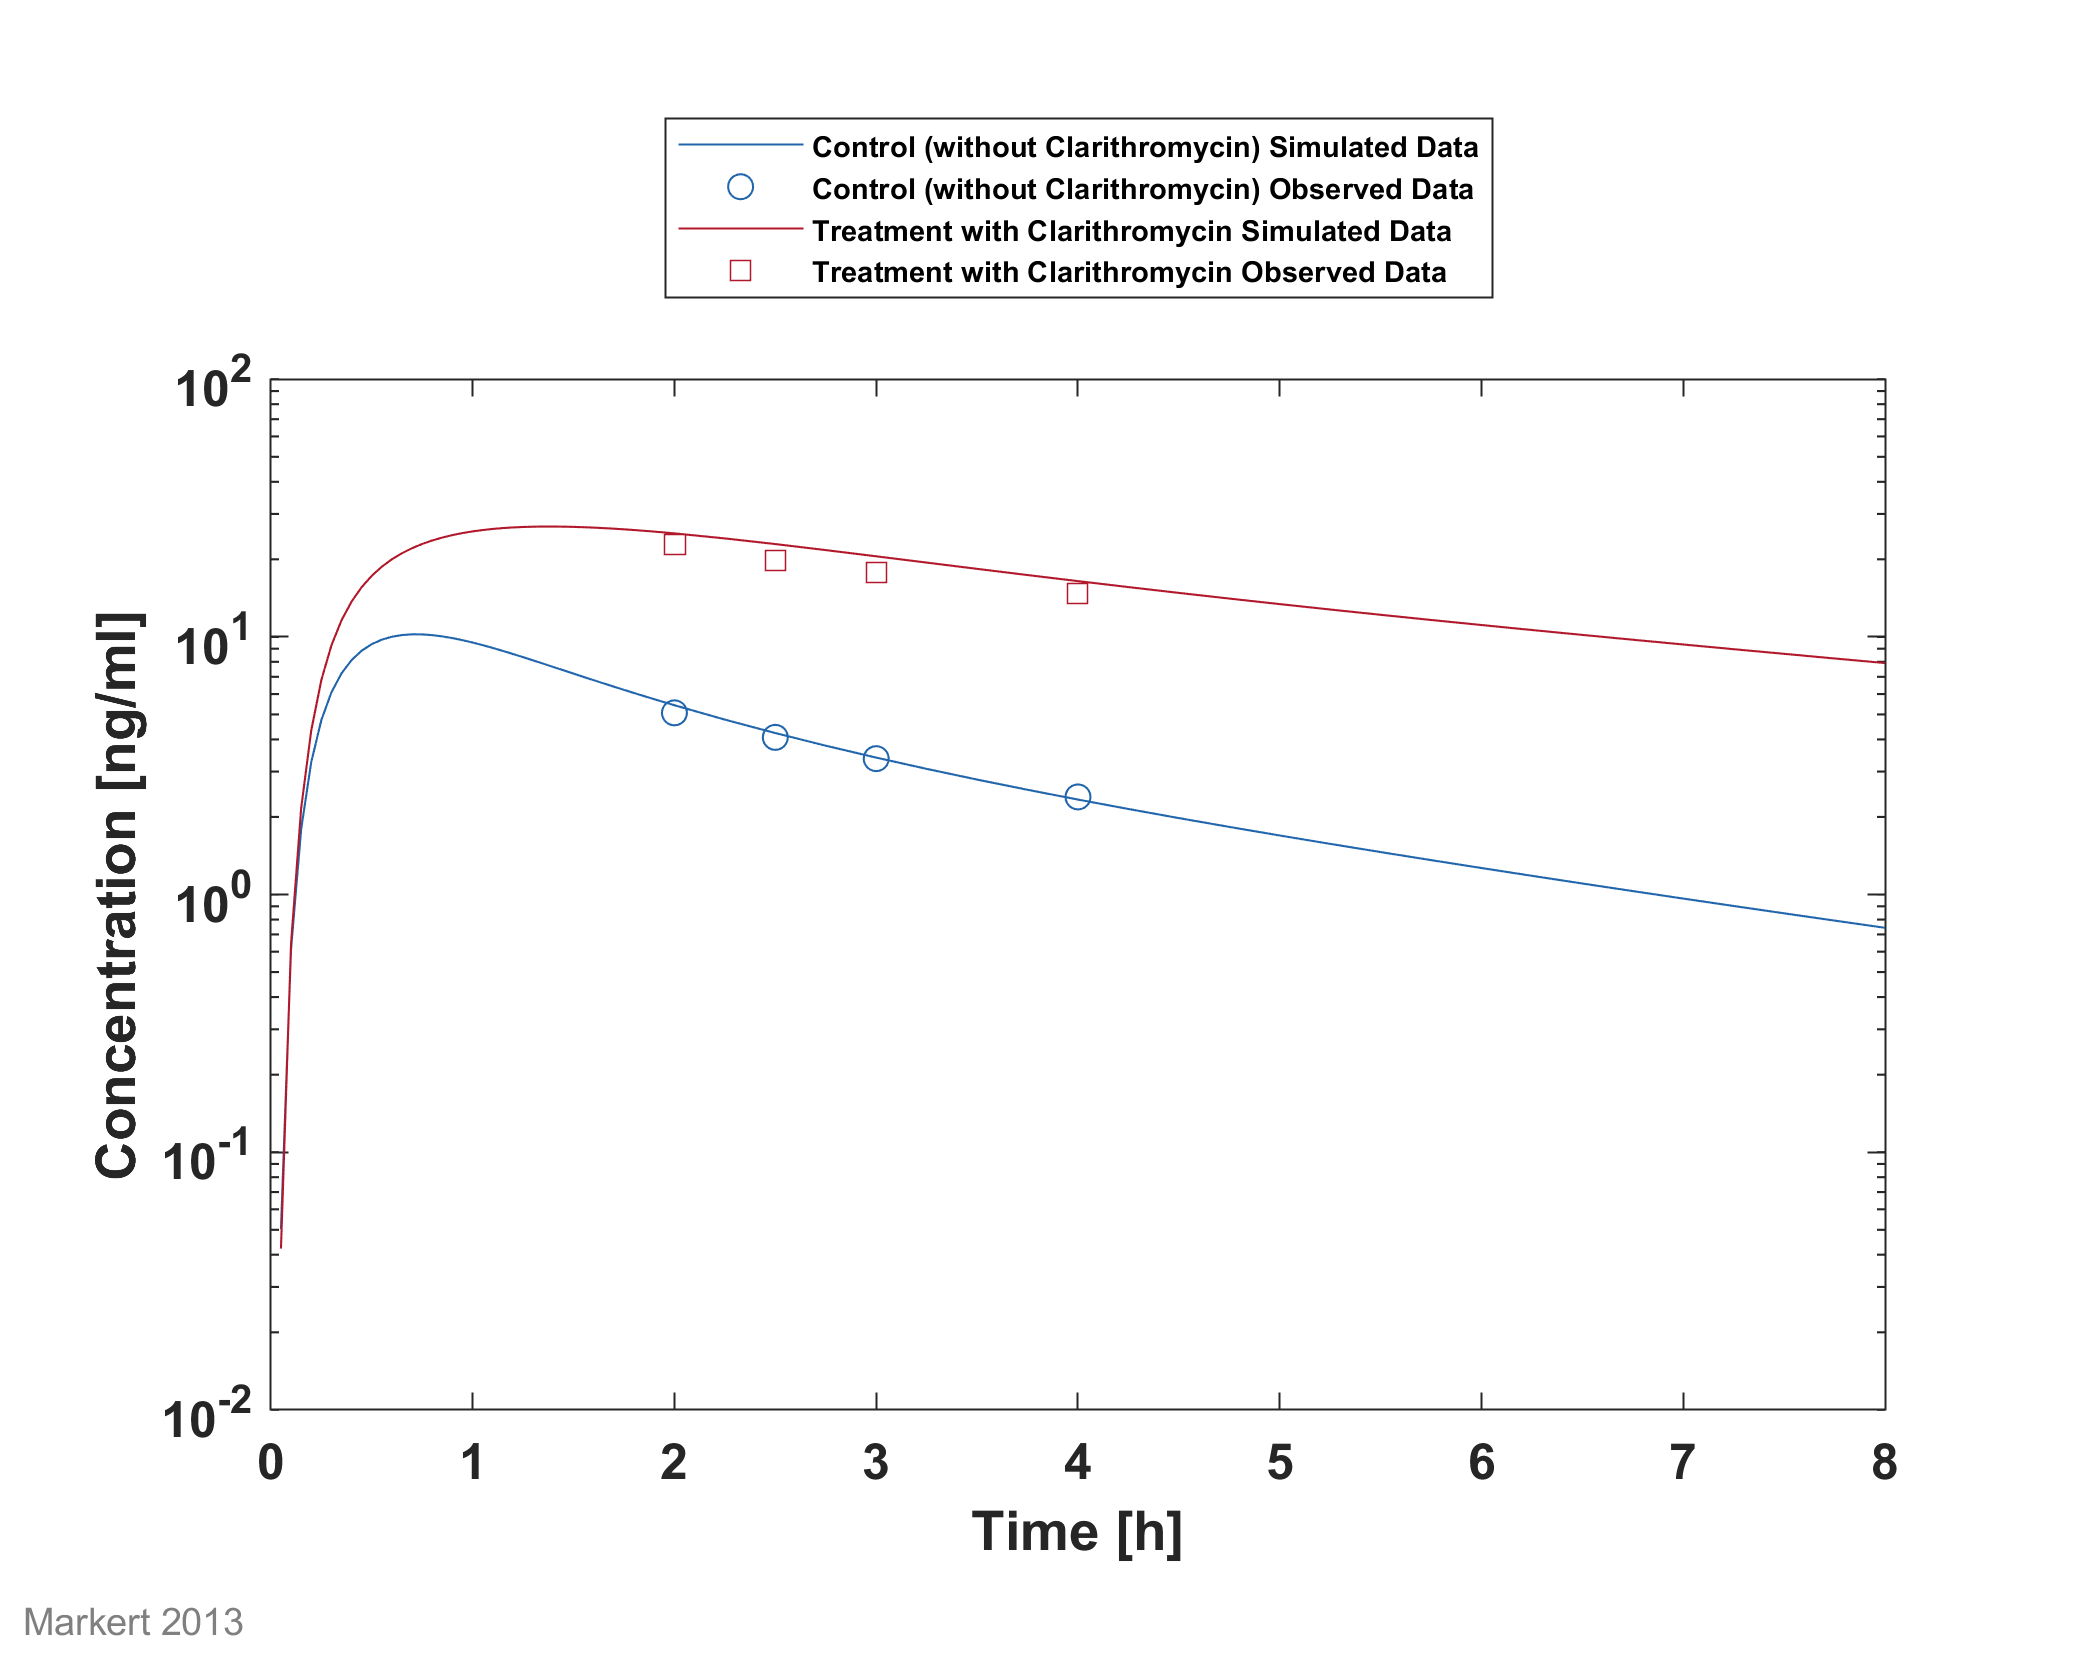 Control (without Clarithromycin) Simulated Data
Control (without Clarithromycin) Observed Data
Treatment with Clarithromycin Simulated Data
Treatment with Clarithromycin Observed Data
10^2
10^1
10^0
10^-1
10^-2
Concentration [ng/ml]
0 1 2 3 4 5 6 7 8
Time [h]
Markert 2013